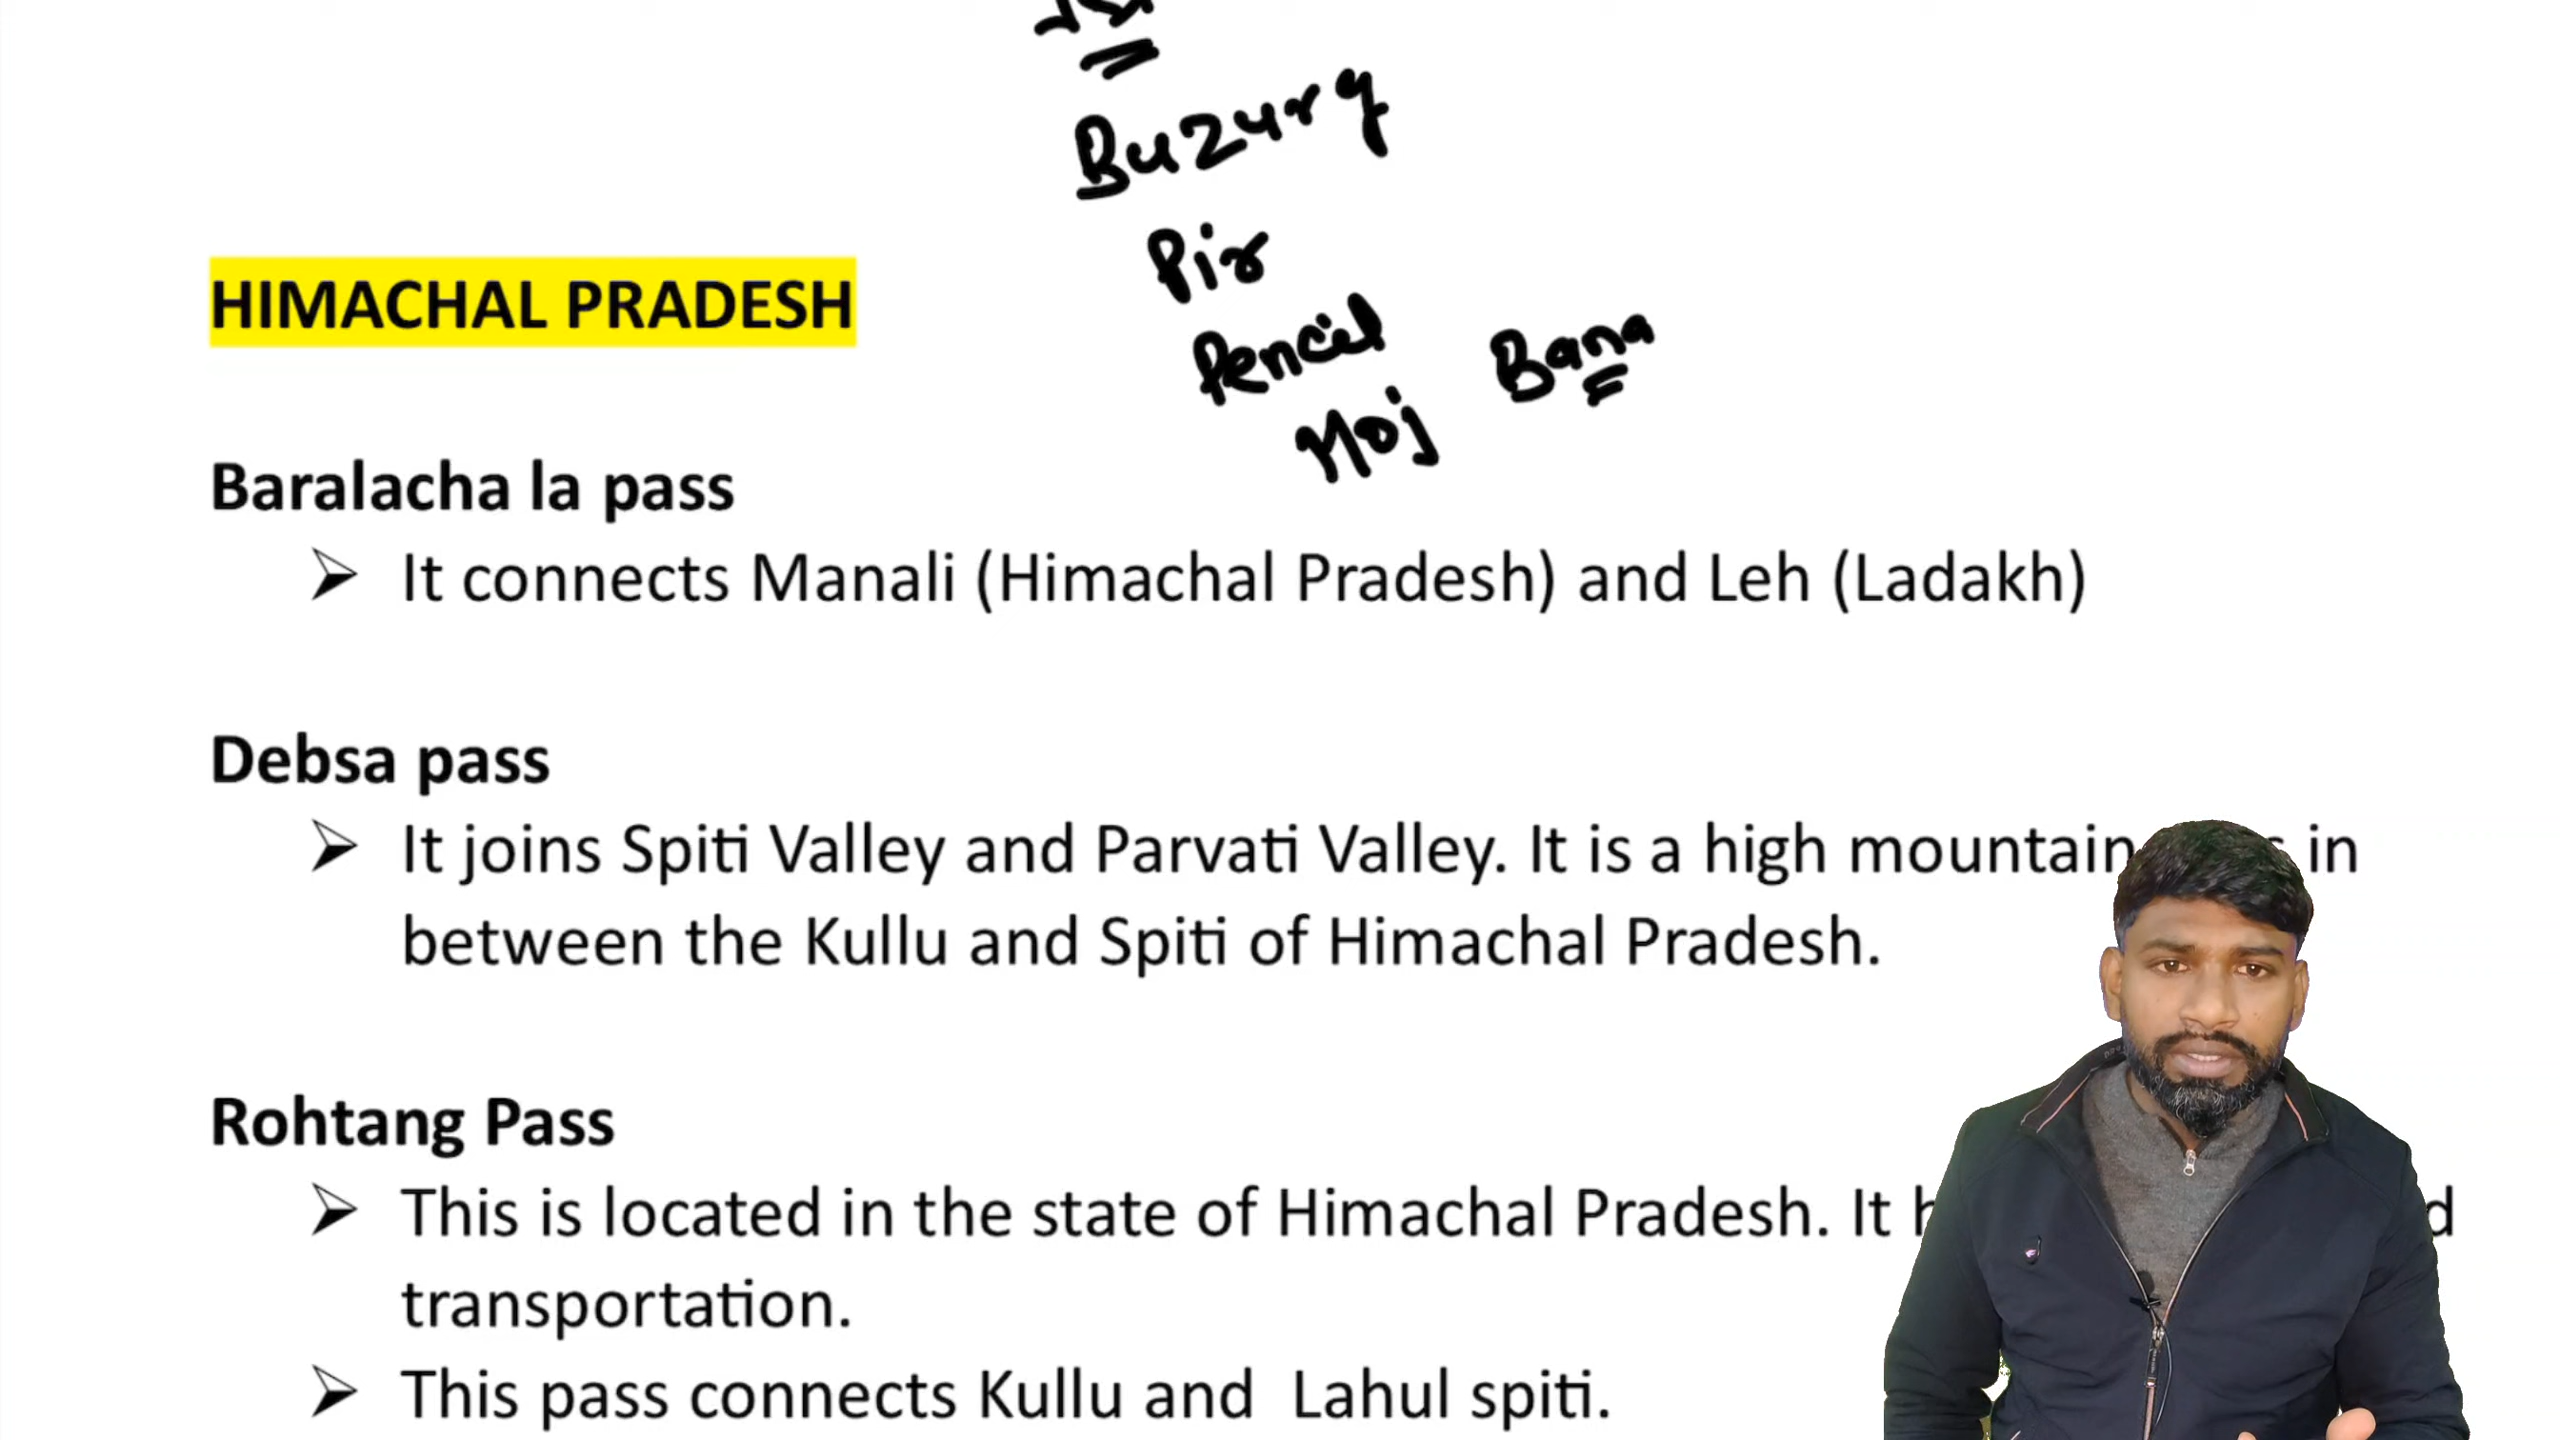 Buzurg
Pir
HIMACHAL PRADESH
Pencil Bana
Moj
Baralacha la pass
➢ It connects Manali (Himachal Pradesh) and Leh (Ladakh)
Debsa pass
➢ It joins Spiti Valley and Parvati Valley. It is a high mountain in
between the Kullu and Spiti of Himachal Pradesh.
Rohtang Pass
➢ This is located in the state of Himachal Pradesh. It
transportation.
➢ This pass connects Kullu and Lahul spiti.